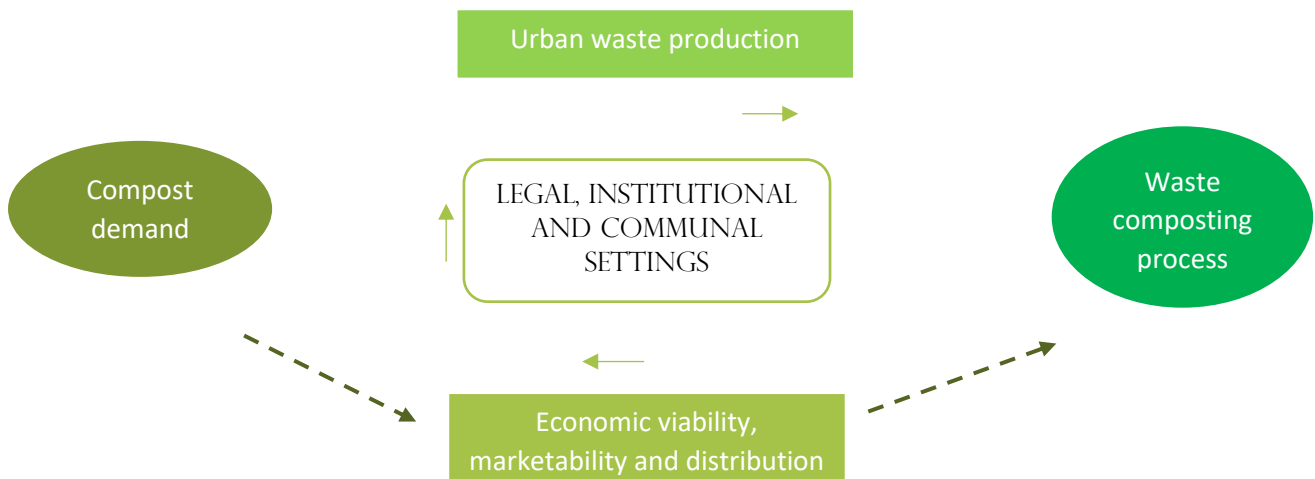 Urban waste production
Compost
demand
LEGAL, INSTITUTIONAL
AND COMMUNAL
SETTINGS
Waste
composting
process
Economic viability,
marketability and distribution